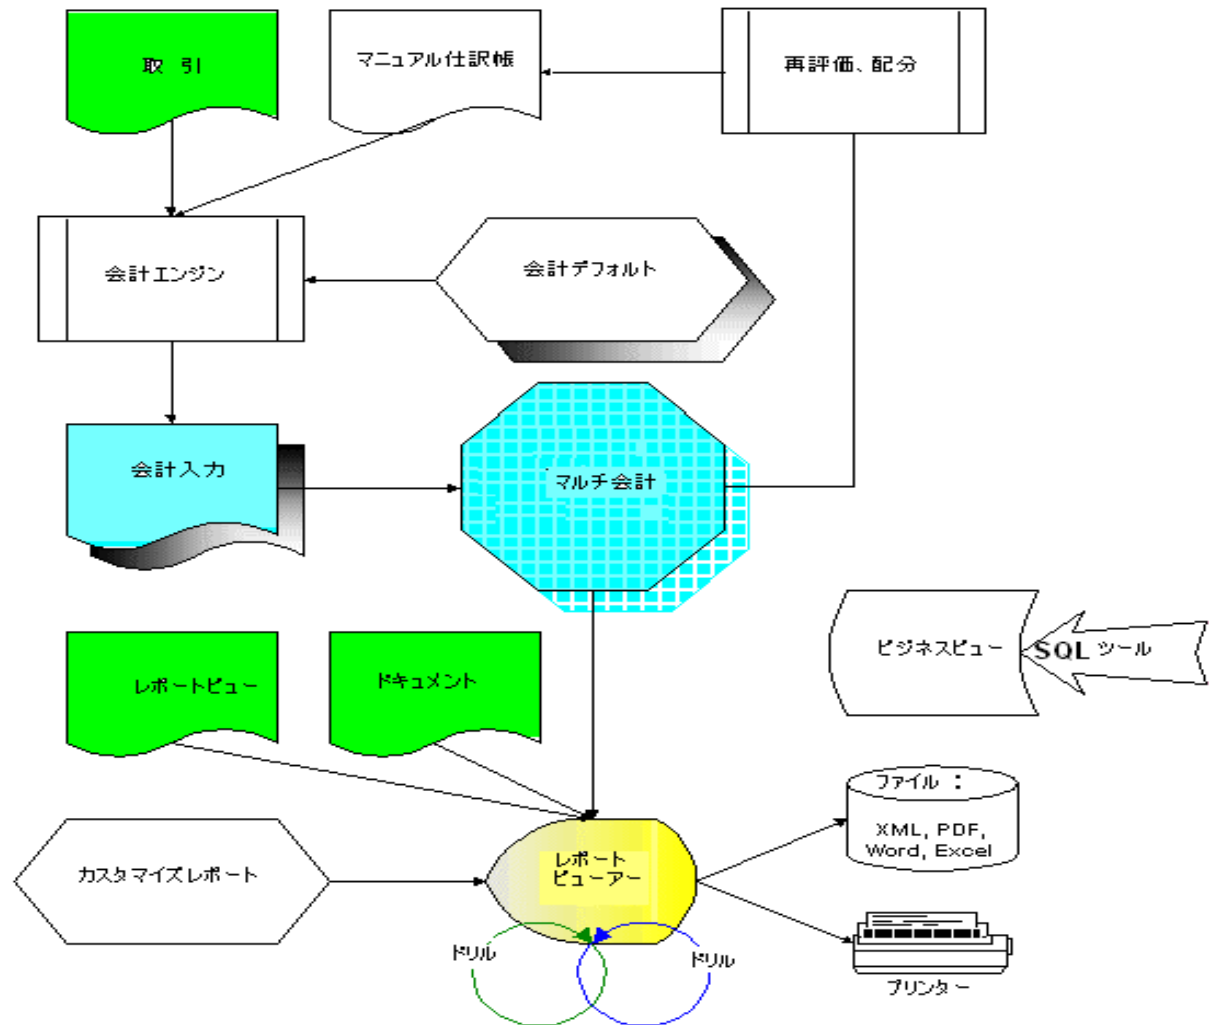 取 引
マニュアル仕訳帳
再評価、配分
会計エンジン
会計デフォルト
会計入力
マルチ会計
ビジネスビュー
SQL ツール
レポートビュー
ドキュメント
ファイル :
XML, PDF,
Word, Excel
カスタマイズレポート
レポート
ビューアー
ドリル
ドリル
プリンター